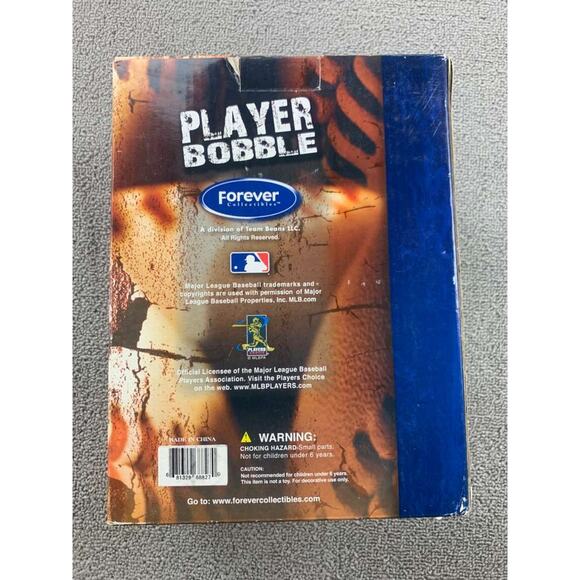 PLAYER
BOBBLE
Forever
Collectibles™
A division of Team Beans LLC.
All Rights Reserved.
Major League Baseball trademarks and
copyrights are used with permission of Major
League Baseball Properties, Inc. MLB.com
PLAYERS
CHOICE
© MLBPA
Official Licensee of the Major League Baseball
Players Association. Visit the Players Choice
on the web. www.MLBPLAYERS.com
MADE IN CHINA
WARNING:
CHOKING HAZARD-Small parts.
Not for children under 6 years.
CAUTION:
Not recommended for children under 6 years.
This item is not a toy. For decorative use only.
81329 68827
Go to: www.forevercollectibles.com